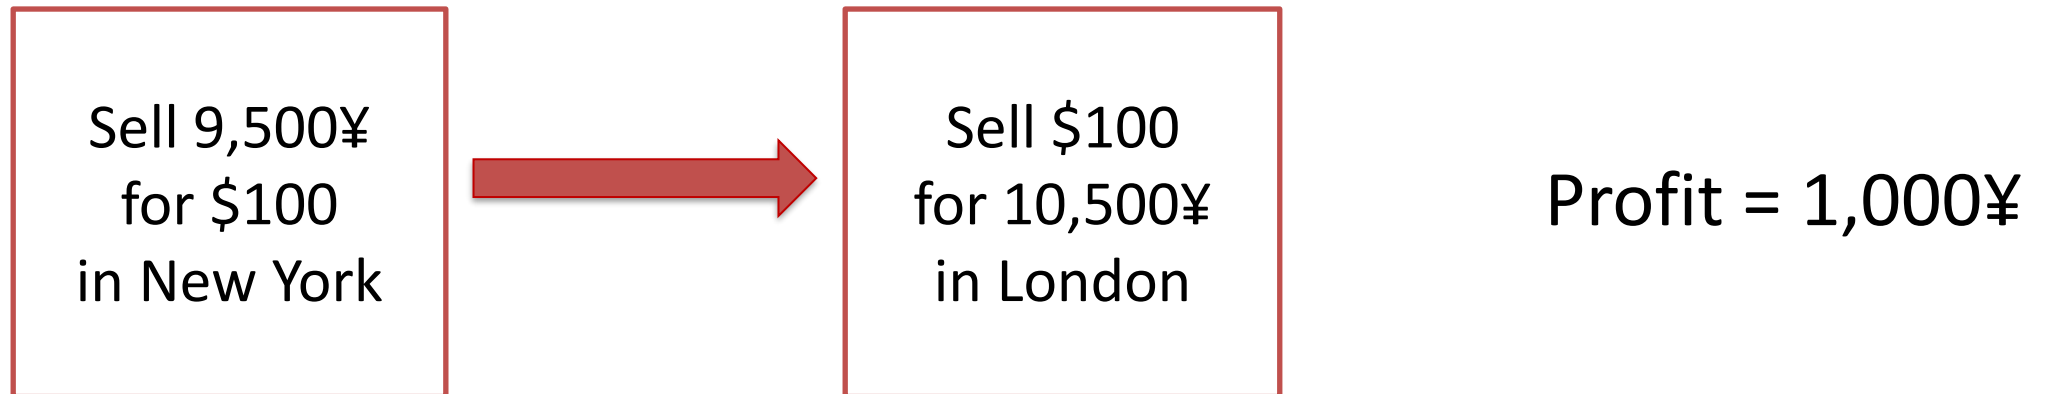 Sell 9,500¥
for $100
in New York
Sell $100
for 10,500¥
in London
Profit = 1,000¥